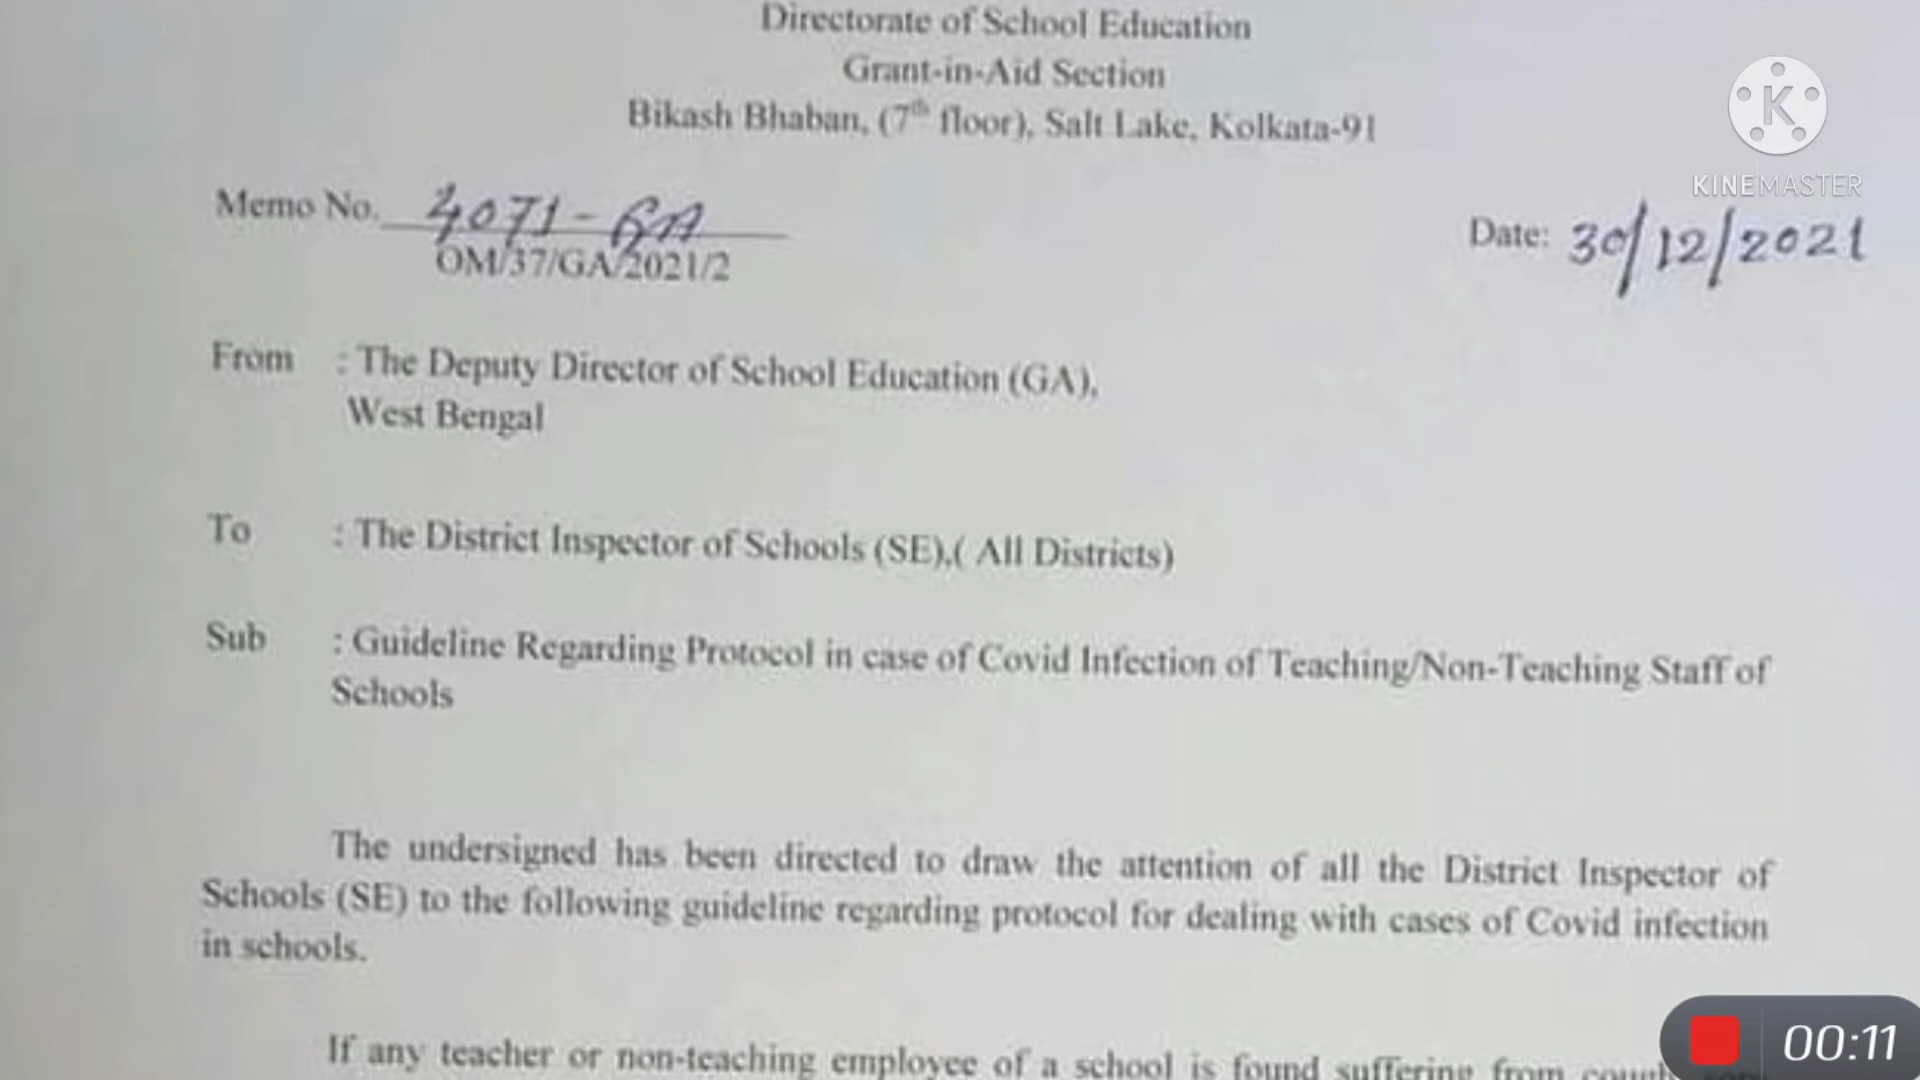 Directorate of School Education
Grant-in-Aid Section
Bikash Bhaban, (7th floor), Salt Lake, Kolkata-91
KINEMASTER
Memo No. 4071-GA
OM/37/GA/2021/2
Date: 30/12/2021
From : The Deputy Director of School Education (GA),
West Bengal
To : The District Inspector of Schools (SE),( All Districts)
Sub : Guideline Regarding Protocol in case of Covid Infection of Teaching/Non-Teaching Staff of
Schools
The undersigned has been directed to draw the attention of all the District Inspector of
Schools (SE) to the following guideline regarding protocol for dealing with cases of Covid infection
in schools.
If any teacher or non-teaching employee of a school is found suffering from
00:11